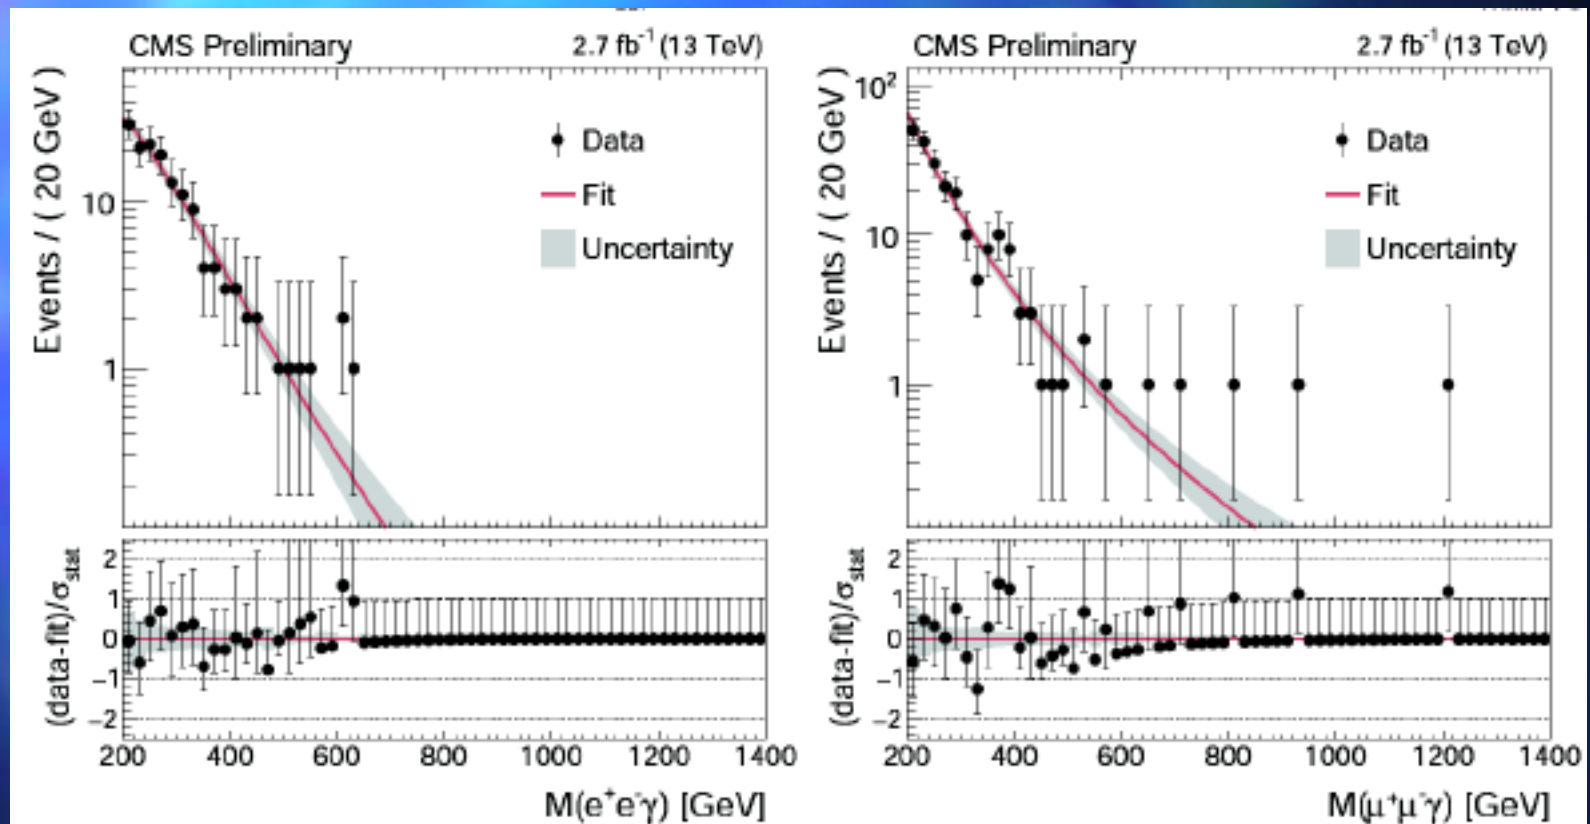 CMS Preliminary 2.7 fb⁻¹ (13 TeV)
Events / ( 20 GeV )
10
1
Data
Fit
Uncertainty
(data-fit)/σstat
2
1
0
−1
−2
200 400 600 800 1000 1200 1400
M(e⁺e⁻γ) [GeV]
CMS Preliminary 2.7 fb⁻¹ (13 TeV)
Events / ( 20 GeV )
10²
10
1
Data
Fit
Uncertainty
(data-fit)/σstat
2
1
0
−1
−2
200 400 600 800 1000 1200 1400
M(μ⁺μ⁻γ) [GeV]